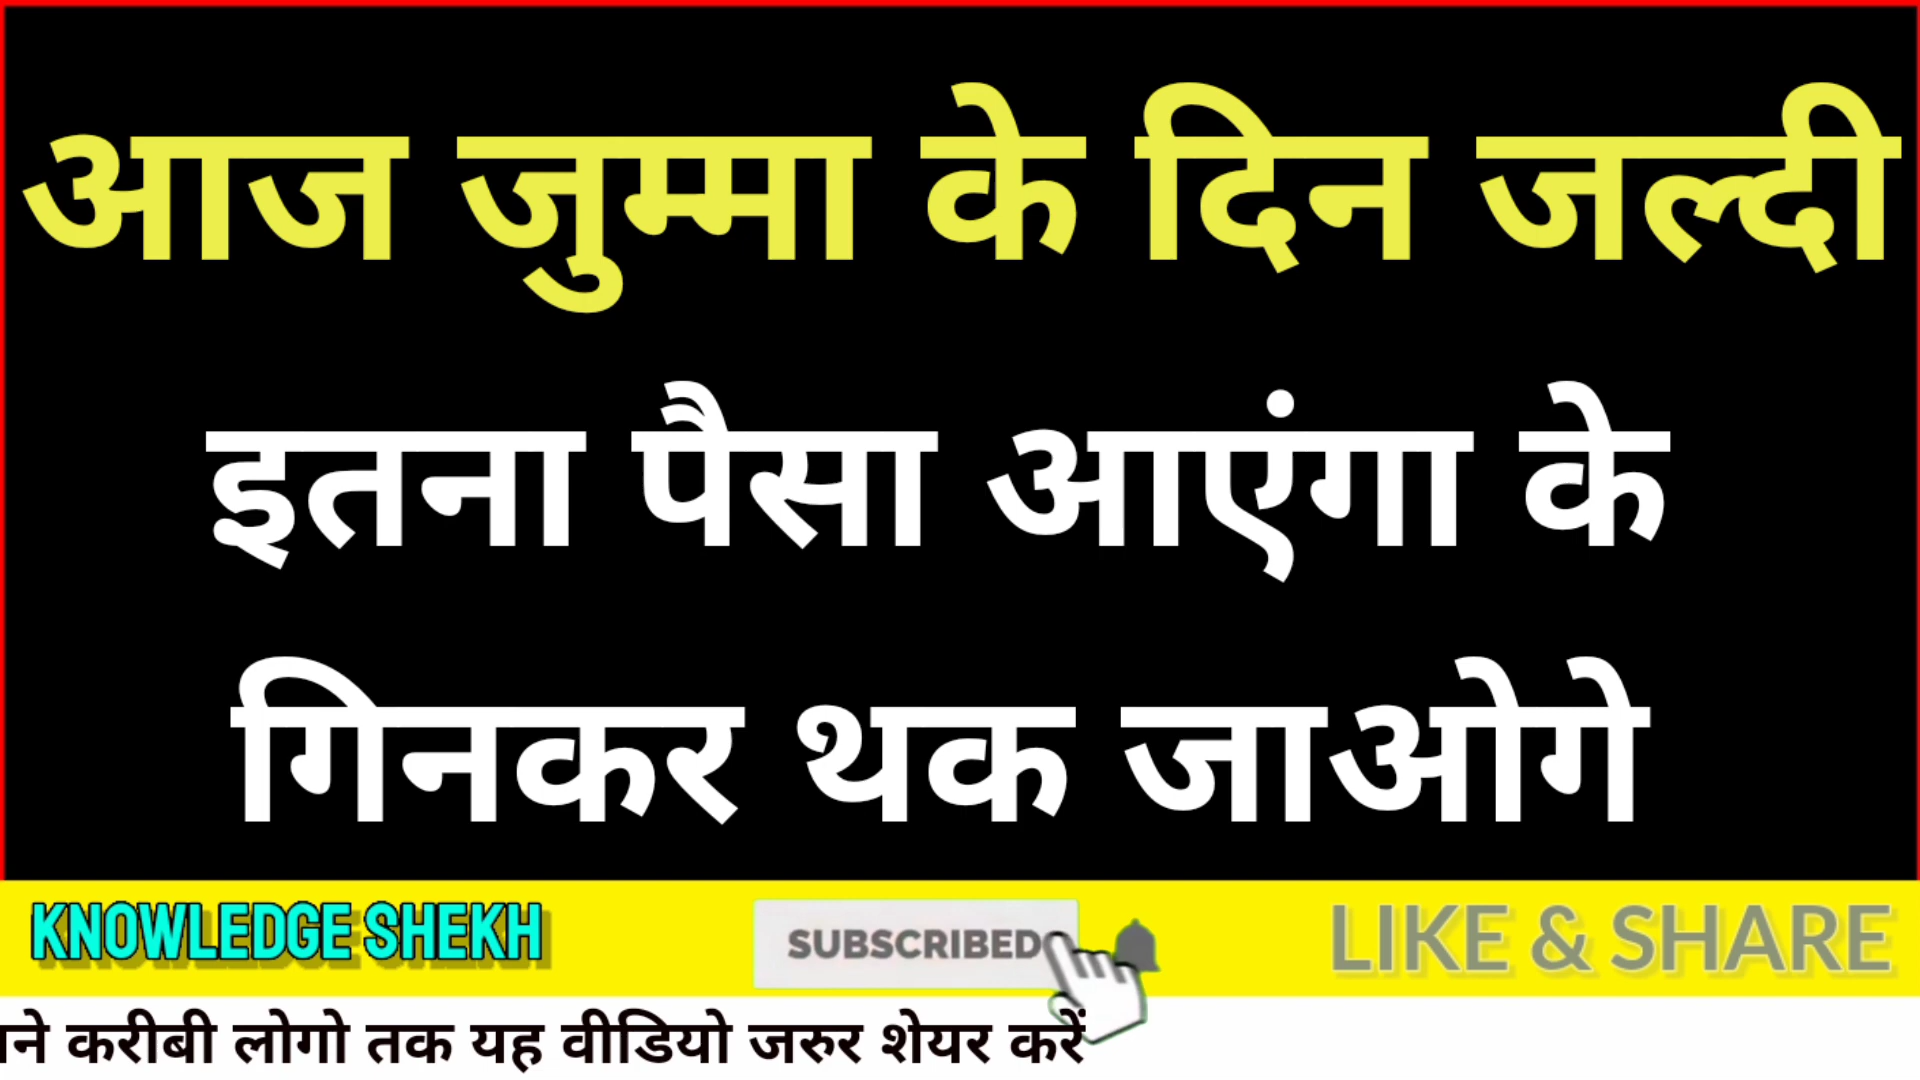 आज जुम्मा के दिन जल्दी
इतना पैसा आएंगा के
गिनकर थक जाओगे
KNOWLEDGE SHEKH
SUBSCRIBED
LIKE & SHARE
करीबी लोगो तक यह वीडियो जरुर शेयर करें